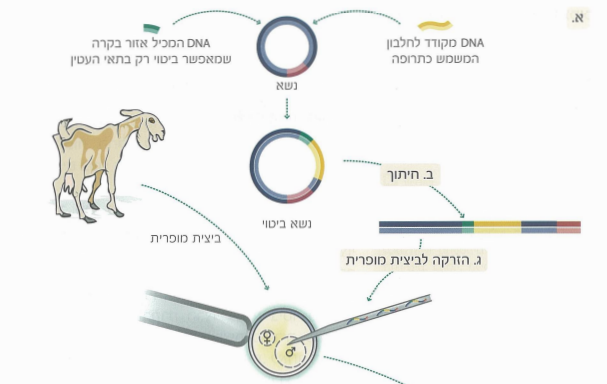 א.
DNA מקודד לחלבון
המשמש כתרופה
DNA המכיל אזור בקרה
שמאפשר ביטוי רק בתאי העטין
נשא
ב. חיתוך
נשא ביטוי
ביצית מופרית
ג. הזרקה לביצית מופרית
♀
♂